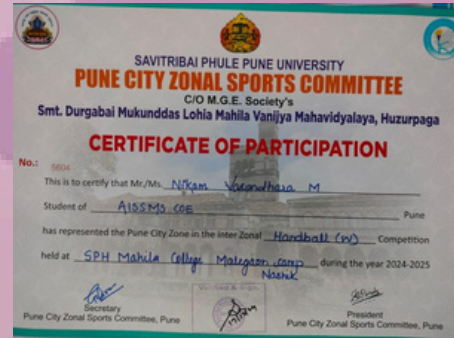 SAVITRIBAI PHULE PUNE UNIVERSITY
PUNE CITY ZONAL SPORTS COMMITTEE
C/O M.G.E. Society's
Smt. Durgabai Mukunddas Lohia Mahila Vanijya Mahavidyalaya, Huzurpaga
CERTIFICATE OF PARTICIPATION
No.: 5604
This is to certify that Mr./Ms. Nikam Vasundhara M
Student of AISSMS COE Pune
has represented the Pune City Zone in the Inter Zonal Handball (W) Competition
held at SPH Mahila College Malegaon camp Nashik during the year 2024-2025
Secretary
Pune City Zonal Sports Committee, Pune
President
Pune City Zonal Sports Committee, Pune